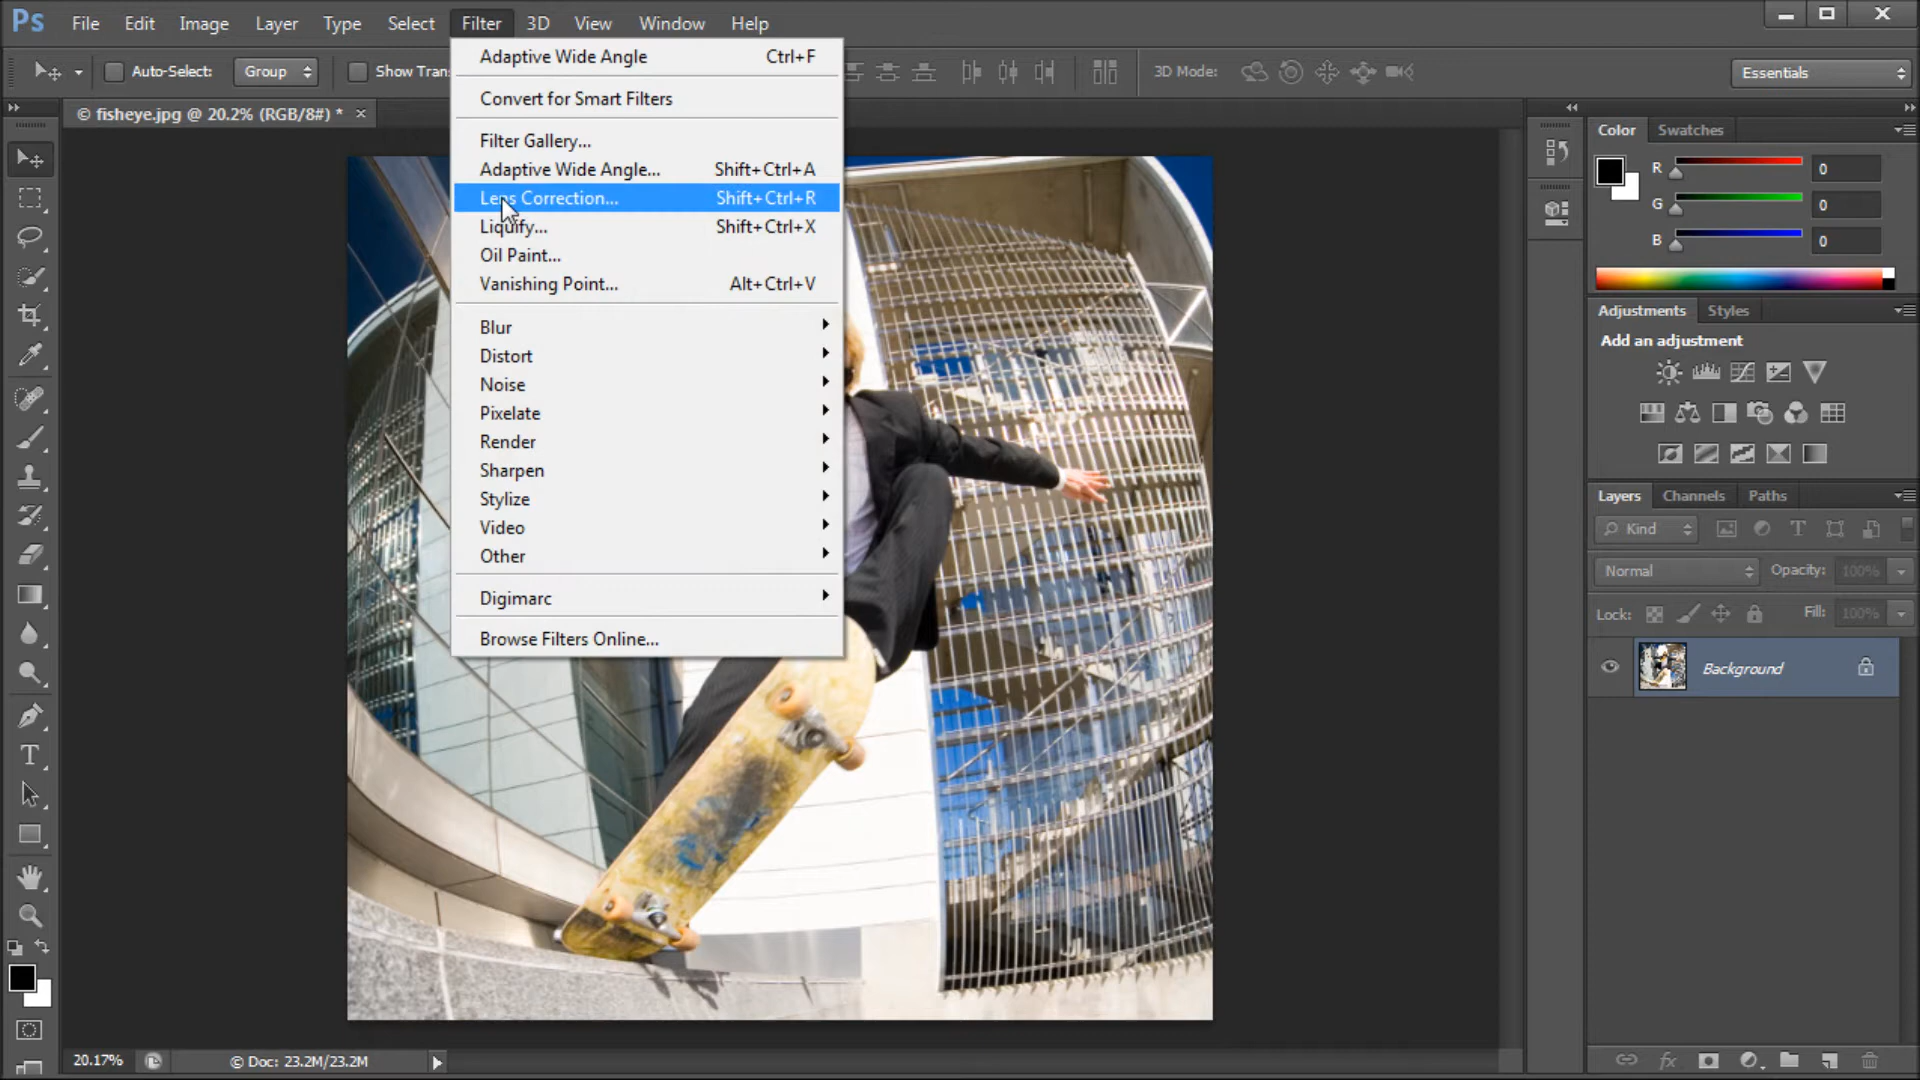 Ps File Edit Image Layer Type Select Filter 3D View Window Help
Auto-Select: Group Show Tran 3D Mode: Essentials
© fisheye.jpg @ 20.2% (RGB/8#) * ×
Adaptive Wide Angle Ctrl+F
Convert for Smart Filters
Filter Gallery...
Adaptive Wide Angle... Shift+Ctrl+A
Lens Correction... Shift+Ctrl+R
Liquify... Shift+Ctrl+X
Oil Paint...
Vanishing Point... Alt+Ctrl+V
Blur
Distort
Noise
Pixelate
Render
Sharpen
Stylize
Video
Other
Digimarc
Browse Filters Online...
Color Swatches
R 0
G 0
B 0
Adjustments Styles
Add an adjustment
Layers Channels Paths
Kind
Normal Opacity: 100%
Lock: Fill: 100%
Background
20.17% © Doc: 23.2M/23.2M